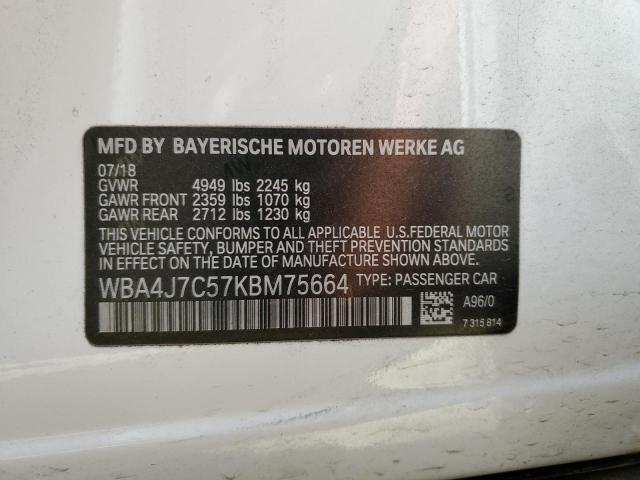 MFD BY BAYERISCHE MOTOREN WERKE AG
07/18
GVWR 4949 lbs 2245 kg
GAWR FRONT 2359 lbs 1070 kg
GAWR REAR 2712 lbs 1230 kg
THIS VEHICLE CONFORMS TO ALL APPLICABLE U.S.FEDERAL MOTOR
VEHICLE SAFETY, BUMPER AND THEFT PREVENTION STANDARDS IN
EFFECT ON THE DATE OF MANUFACTURE SHOWN ABOVE.
WBA4J7C57KBM75664 TYPE: PASSENGER CAR
A96/0
7 315 814